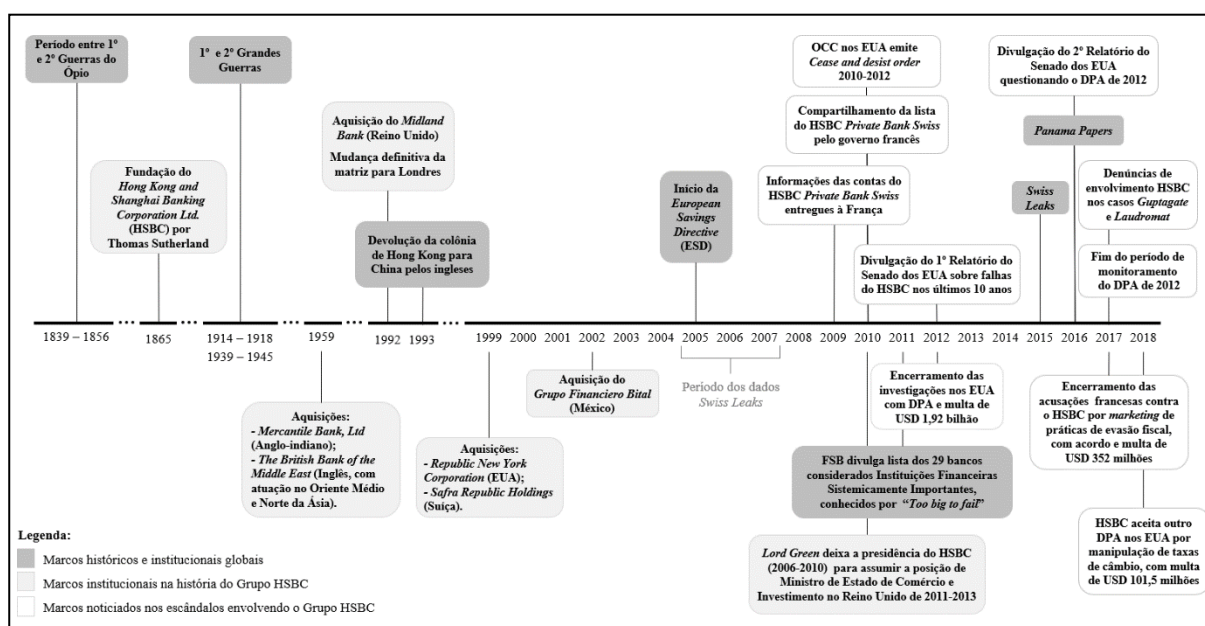 Período entre 1º
e 2º Guerras do
Ópio
1º e 2º Grandes
Guerras
Fundação do
Hong Kong and
Shanghai Banking
Corporation Ltd.
(HSBC) por
Thomas Sutherland
Aquisição do Midland
Bank (Reino Unido)
Mudança definitiva da
matriz para Londres
Devolução da colônia
de Hong Kong para
China pelos ingleses
Início da
European
Savings
Directive
(ESD)
OCC nos EUA emite
Cease and desist order
2010-2012
Compartilhamento da lista
do HSBC Private Bank Swiss
pelo governo francês
Informações das contas do
HSBC Private Bank Swiss
entregues à França
Divulgação do 1º Relatório do
Senado dos EUA sobre falhas
do HSBC nos últimos 10 anos
Divulgação do 2º Relatório do
Senado dos EUA
questionando o DPA de 2012
Panama Papers
Swiss
Leaks
Denúncias de
envolvimento HSBC
nos casos Guptagate
e Laudromat
Fim do período de
monitoramento
do DPA de 2012
1839 – 1856
1865
1914 – 1918
1939 – 1945
1959
1992
1993
1999
2000
2001
2002
2003
2004
2005
2006
2007
2008
2009
2010
2011
2012
2013
2014
2015
2016
2017
2018
Aquisições:
- Mercantile Bank, Ltd
(Anglo-indiano);
- The British Bank of the
Middle East (Inglês, com
atuação no Oriente Médio
e Norte da Ásia).
Aquisições:
- Republic New York
Corporation (EUA);
- Safra Republic Holdings
(Suíça).
Aquisição do
Grupo Financiero Bital
(México)
Período dos dados
Swiss Leaks
Encerramento das
investigações nos EUA
com DPA e multa de
USD 1,92 bilhão
FSB divulga lista dos 29 bancos
considerados Instituições Financeiras
Sistemicamente Importantes,
conhecidos por “Too big to fail”
Lord Green deixa a presidência do HSBC
(2006-2010) para assumir a posição de
Ministro de Estado de Comércio e
Investimento no Reino Unido de 2011-2013
Encerramento das
acusações francesas contra
o HSBC por marketing de
práticas de evasão fiscal,
com acordo e multa de
USD 352 milhões
HSBC aceita outro
DPA nos EUA por
manipulação de taxas
de câmbio, com multa
de USD 101,5 milhões
Legenda:
Marcos históricos e institucionais globais
Marcos institucionais na história do Grupo HSBC
Marcos noticiados nos escândalos envolvendo o Grupo HSBC